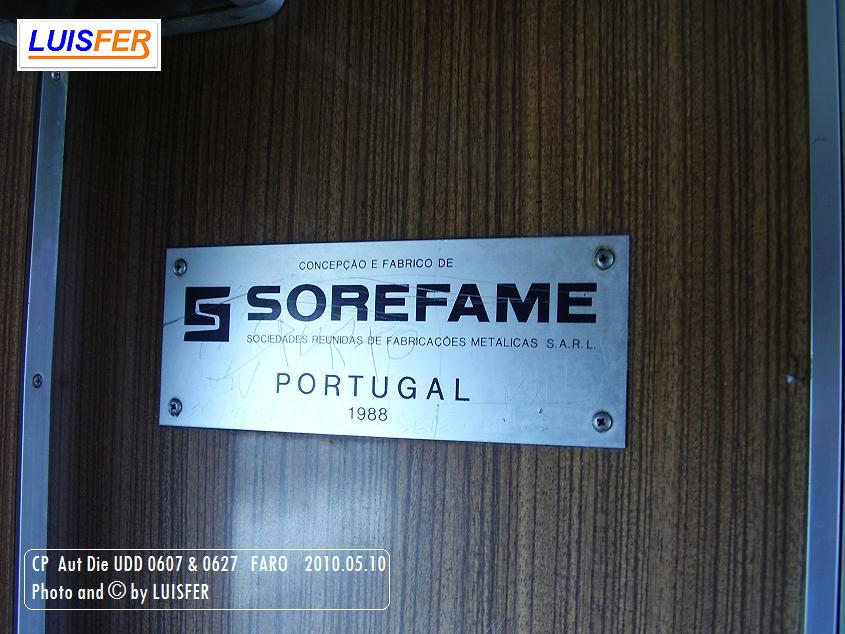 LUISFER
CONCEPÇÃO E FABRICO DE
SOREFAME
SOCIEDADES REUNIDAS DE FABRICAÇÕES METALICAS S.A.R.L.
PORTUGAL
1988
CP Aut Die UDD 0607 & 0627 FARO 2010.05.10
Photo and © by LUISFER